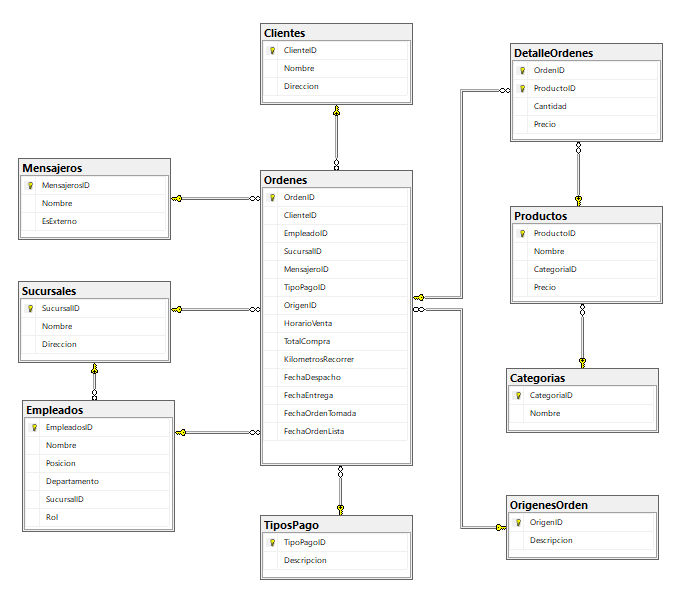 Clientes
ClienteID
Nombre
Direccion
DetalleOrdenes
OrdenID
ProductoID
Cantidad
Precio
Mensajeros
MensajerosID
Nombre
EsExterno
Ordenes
OrdenID
ClienteID
EmpleadoID
SucursalID
MensajeroID
TipoPagoID
OrigenID
HorarioVenta
TotalCompra
KilometrosRecorrer
FechaDespacho
FechaEntrega
FechaOrdenTomada
FechaOrdenLista
Productos
ProductoID
Nombre
CategoriaID
Precio
Sucursales
SucursalID
Nombre
Direccion
Categorias
CategoriaID
Nombre
Empleados
EmpleadosID
Nombre
Posicion
Departamento
SucursalID
Rol
OrigenesOrden
OrigenID
Descripcion
TiposPago
TipoPagoID
Descripcion